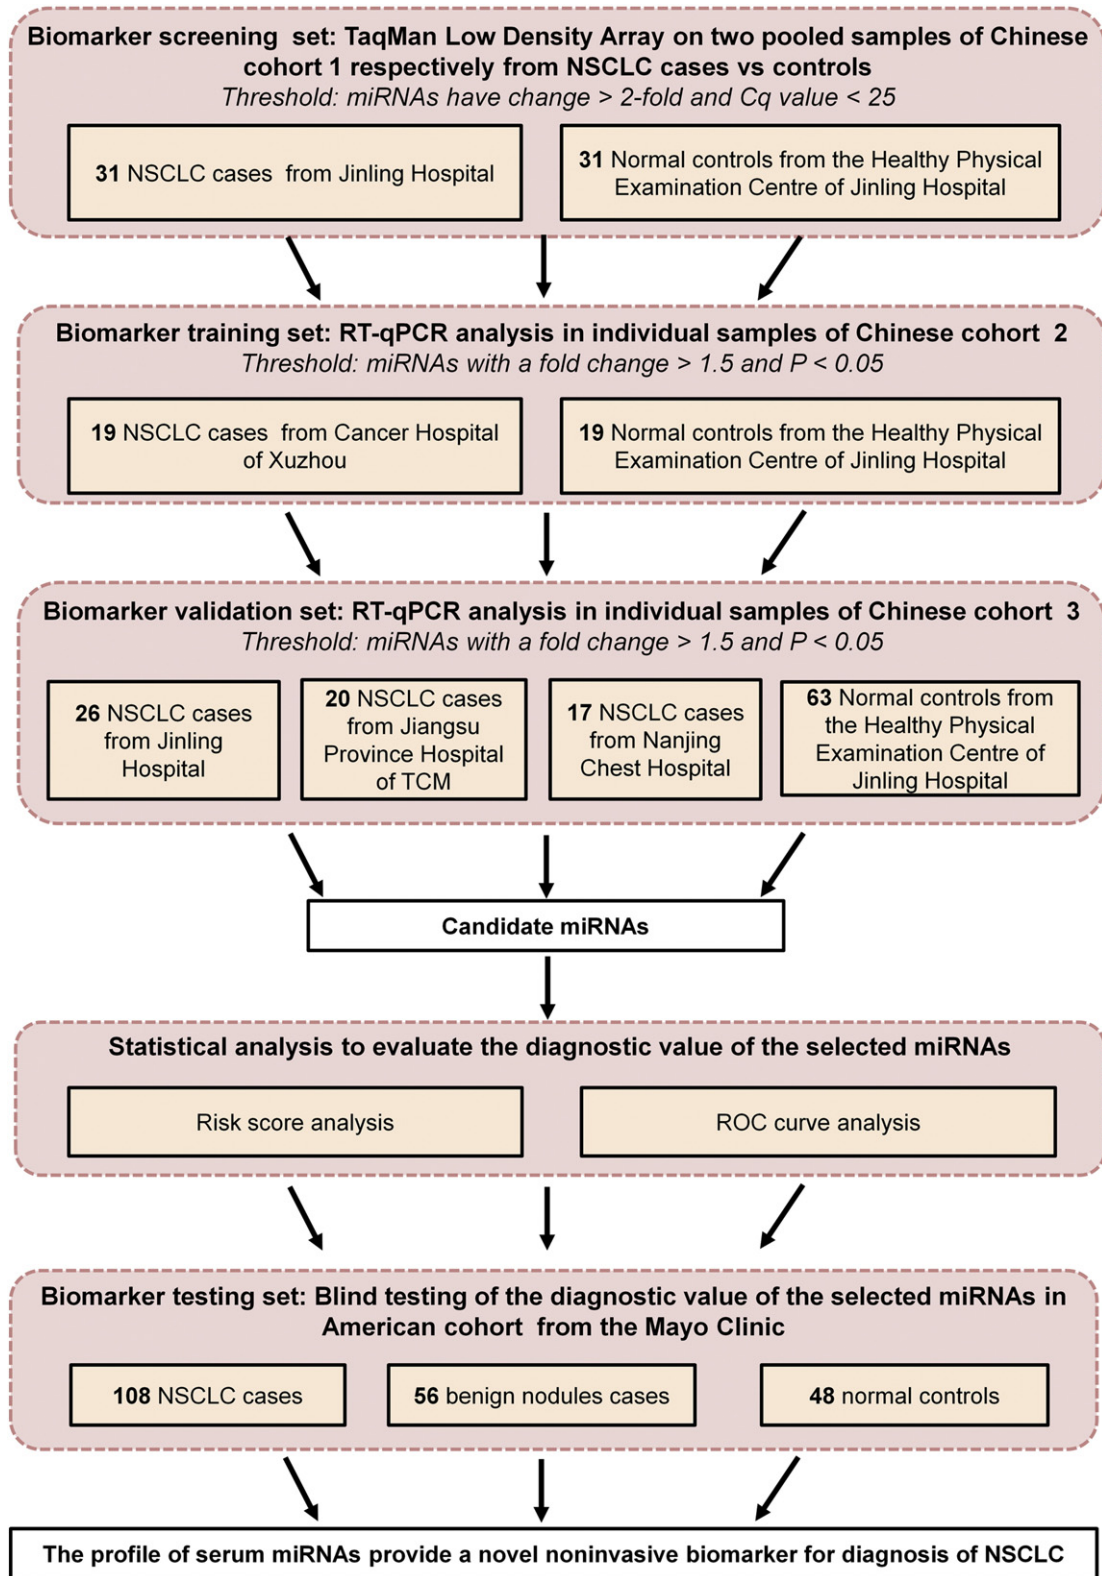 Biomarker screening set: TaqMan Low Density Array on two pooled samples of Chinese
cohort 1 respectively from NSCLC cases vs controls
Threshold: miRNAs have change > 2-fold and Cq value < 25
31 NSCLC cases from Jinling Hospital
31 Normal controls from the Healthy Physical
Examination Centre of Jinling Hospital
Biomarker training set: RT-qPCR analysis in individual samples of Chinese cohort 2
Threshold: miRNAs with a fold change > 1.5 and P < 0.05
19 NSCLC cases from Cancer Hospital
of Xuzhou
19 Normal controls from the Healthy Physical
Examination Centre of Jinling Hospital
Biomarker validation set: RT-qPCR analysis in individual samples of Chinese cohort 3
Threshold: miRNAs with a fold change > 1.5 and P < 0.05
26 NSCLC cases
from Jinling
Hospital
20 NSCLC cases
from Jiangsu
Province Hospital
of TCM
17 NSCLC cases
from Nanjing
Chest Hospital
63 Normal controls from
the Healthy Physical
Examination Centre of
Jinling Hospital
Candidate miRNAs
Statistical analysis to evaluate the diagnostic value of the selected miRNAs
Risk score analysis
ROC curve analysis
Biomarker testing set: Blind testing of the diagnostic value of the selected miRNAs in
American cohort from the Mayo Clinic
108 NSCLC cases
56 benign nodules cases
48 normal controls
The profile of serum miRNAs provide a novel noninvasive biomarker for diagnosis of NSCLC